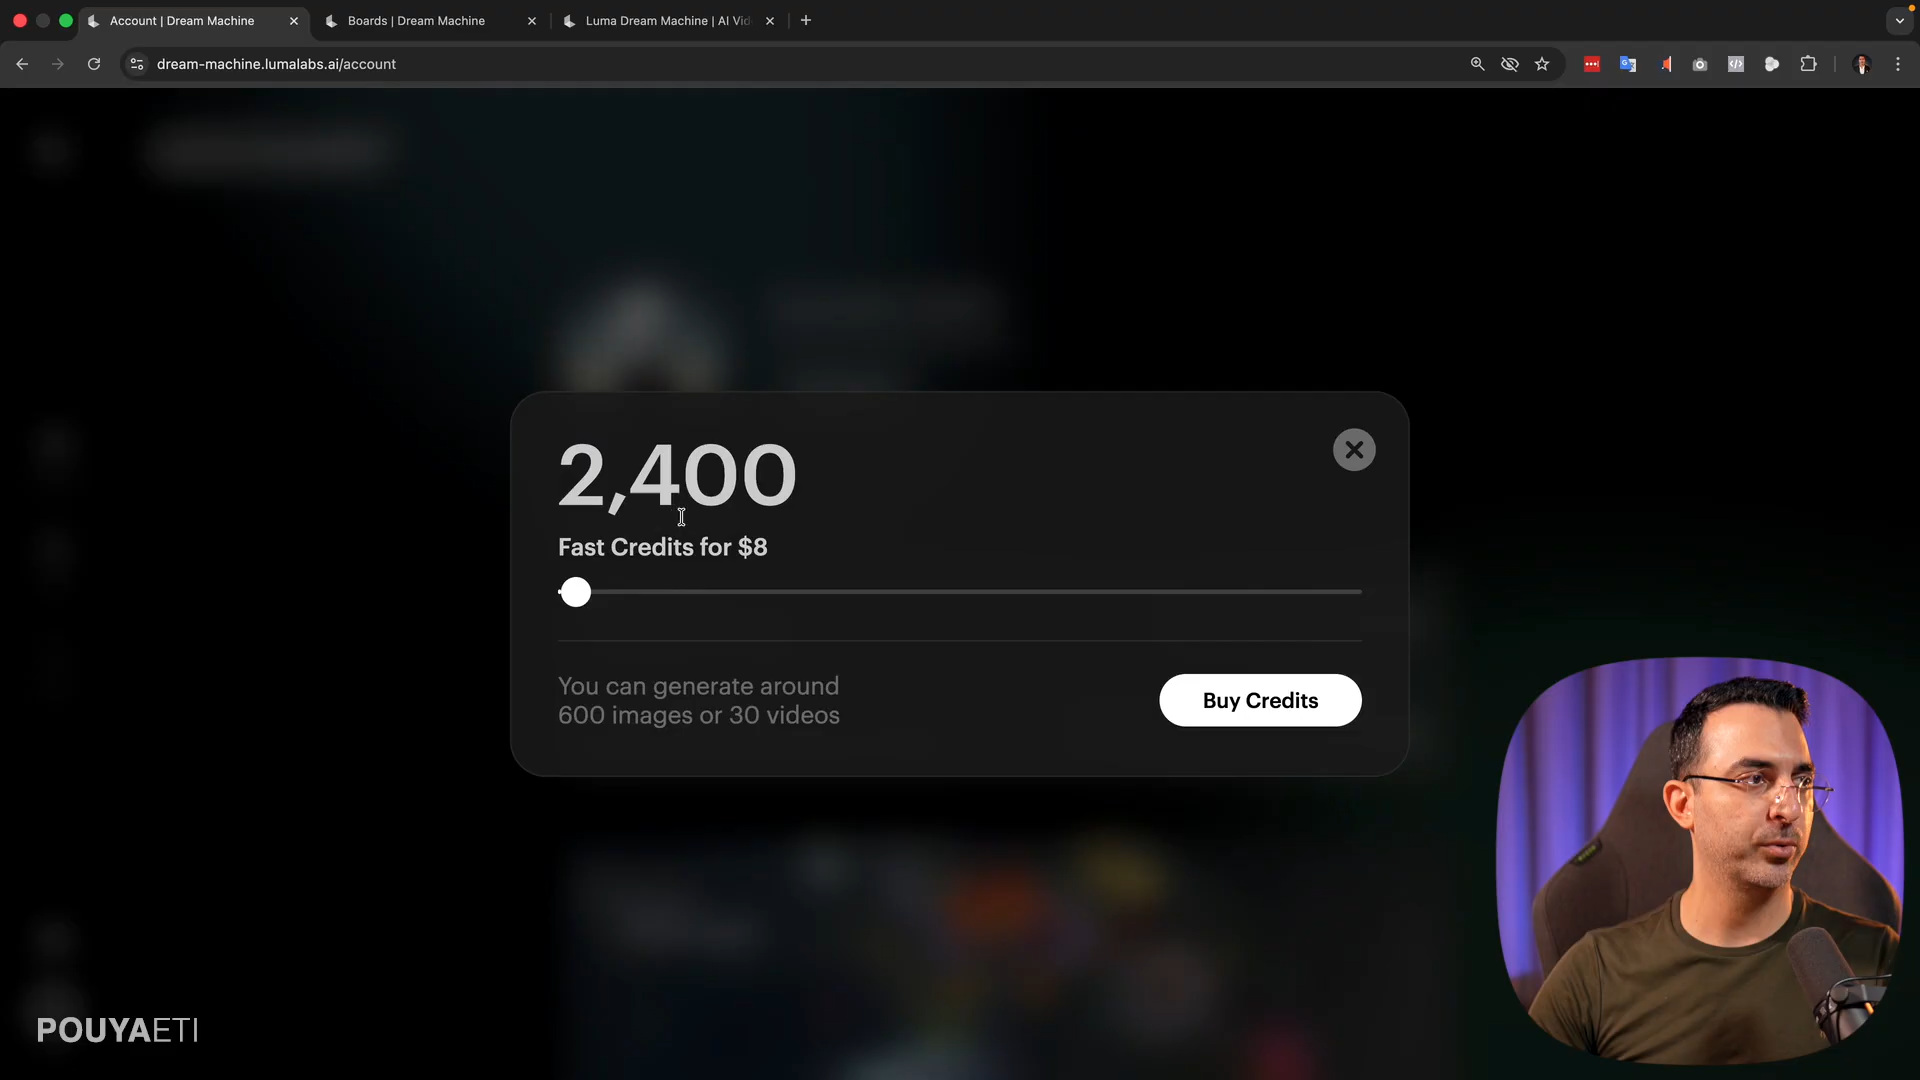 Account | Dream Machine
Boards | Dream Machine
Luma Dream Machine | AI Vid
dream-machine.lumalabs.ai/account
2,400
Fast Credits for $8
You can generate around
600 images or 30 videos
Buy Credits
POUYAETI